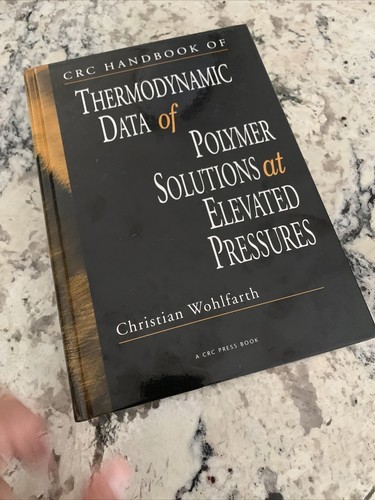 CRC HANDBOOK OF
THERMODYNAMIC
DATA of
POLYMER
SOLUTIONS at
ELEVATED
PRESSURES
Christian Wohlfarth
A CRC PRESS BOOK